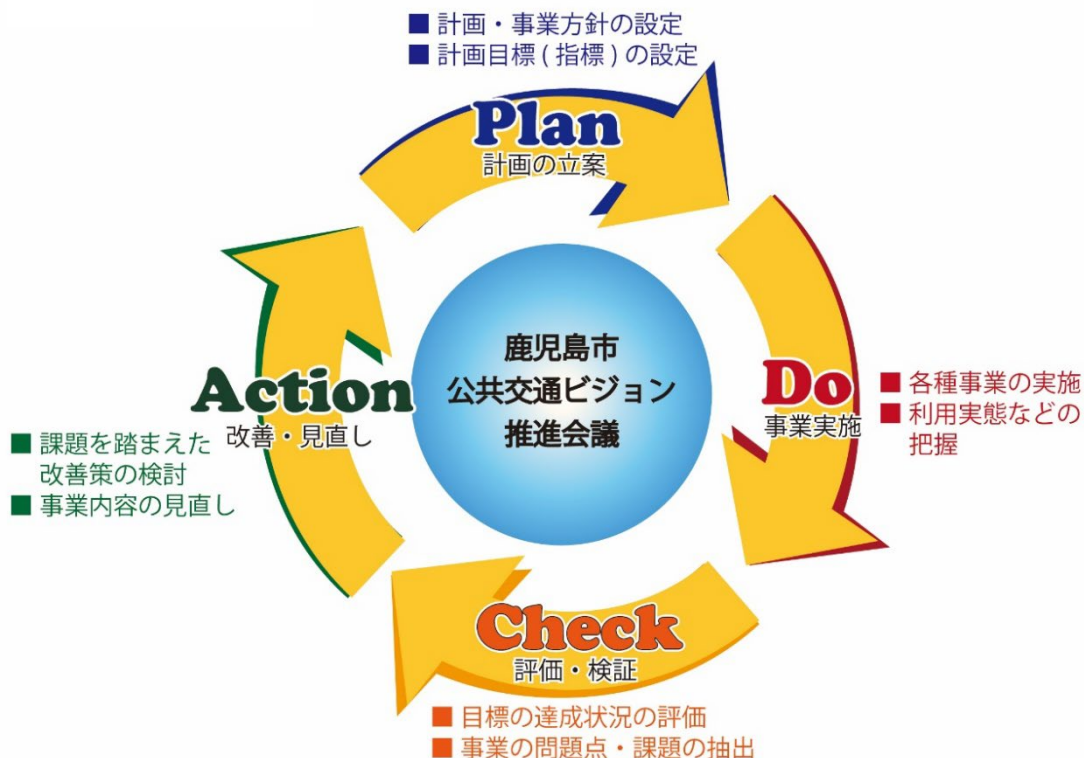 ■ 計画・事業方針の設定
■ 計画目標(指標)の設定
Plan
計画の立案
Do
事業実施
■ 各種事業の実施
■ 利用実態などの
把握
Check
評価・検証
■ 目標の達成状況の評価
■ 事業の問題点・課題の抽出
Action
改善・見直し
■ 課題を踏まえた
改善策の検討
■ 事業内容の見直し
鹿児島市
公共交通ビジョン
推進会議